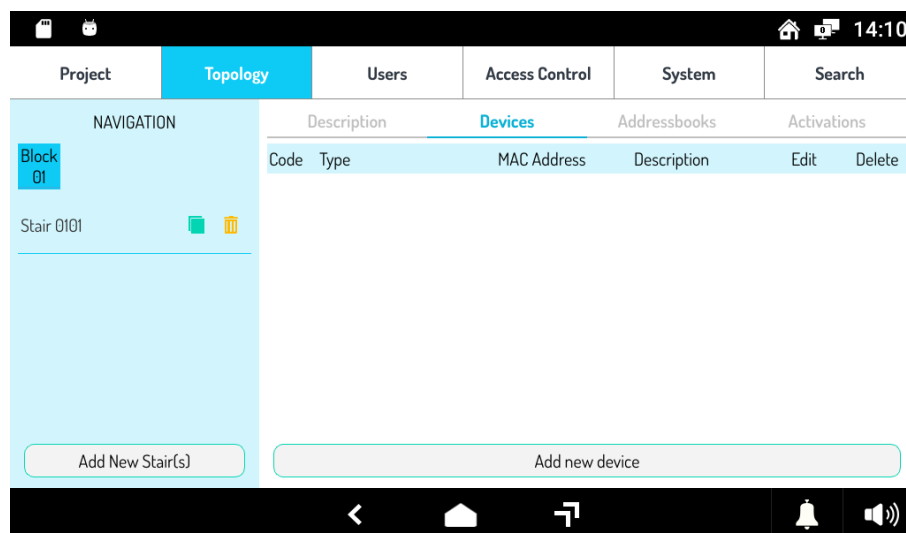 14:10
Project Topology Users Access Control System Search
NAVIGATION
Description Devices Addressbooks Activations
Block
01
Code Type MAC Address Description Edit Delete
Stair 0101
Add New Stair(s)
Add new device